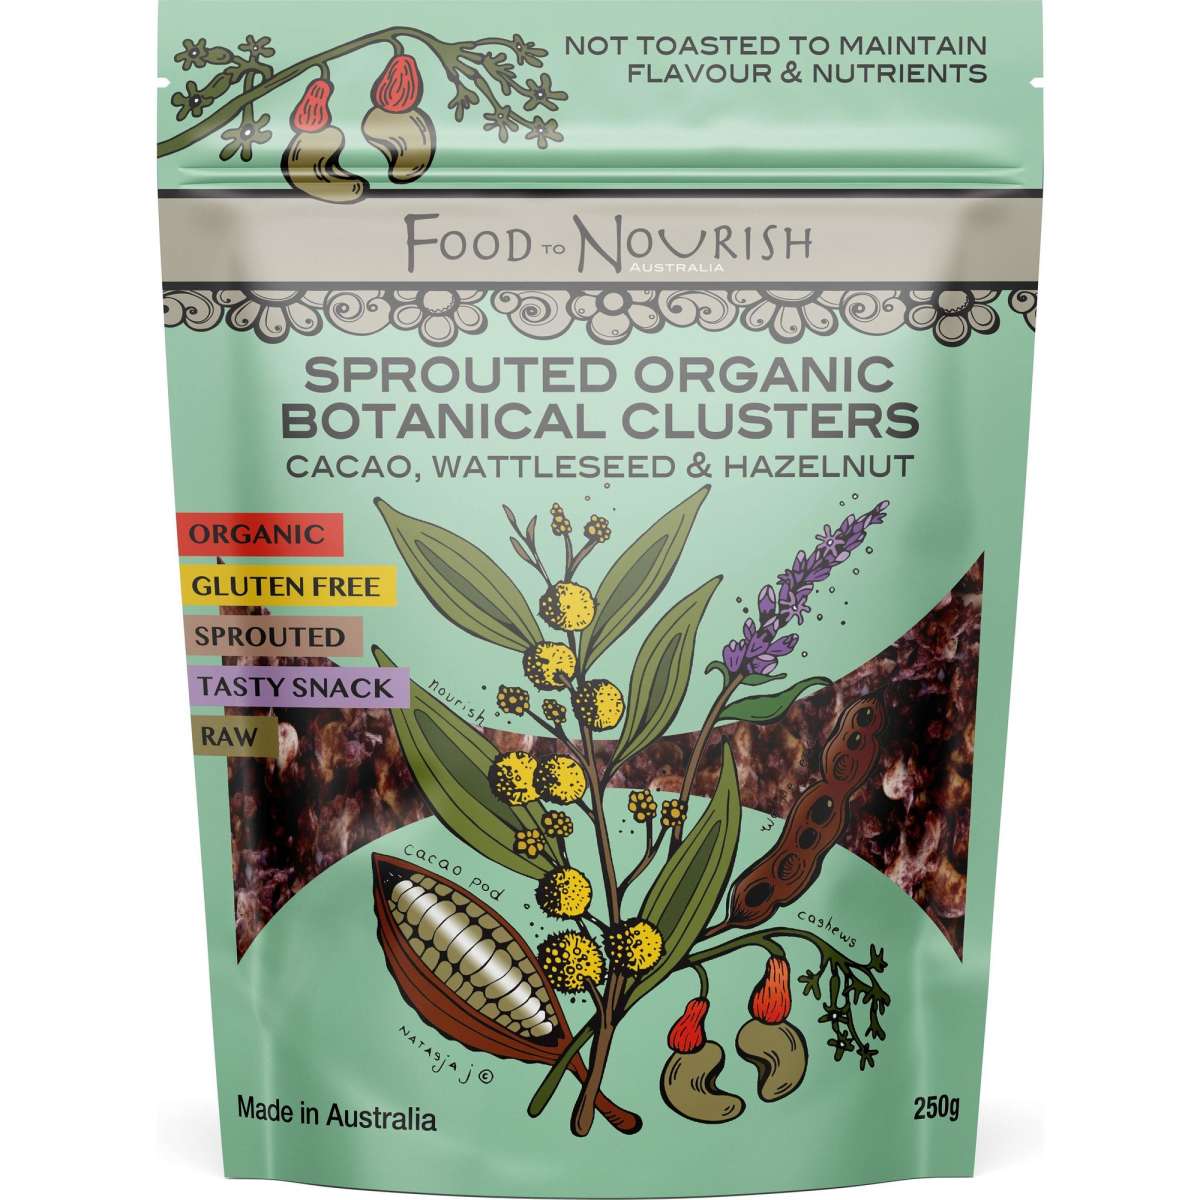 NOT TOASTED TO MAINTAIN
FLAVOUR & NUTRIENTS
FOOD TO NOURISH
AUSTRALIA
SPROUTED ORGANIC
BOTANICAL CLUSTERS
CACAO, WATTLESEED & HAZELNUT
ORGANIC
GLUTEN FREE
SPROUTED
TASTY SNACK
RAW
nourish
cacao pod
cashews
NATASJA J ©
Made in Australia
250g